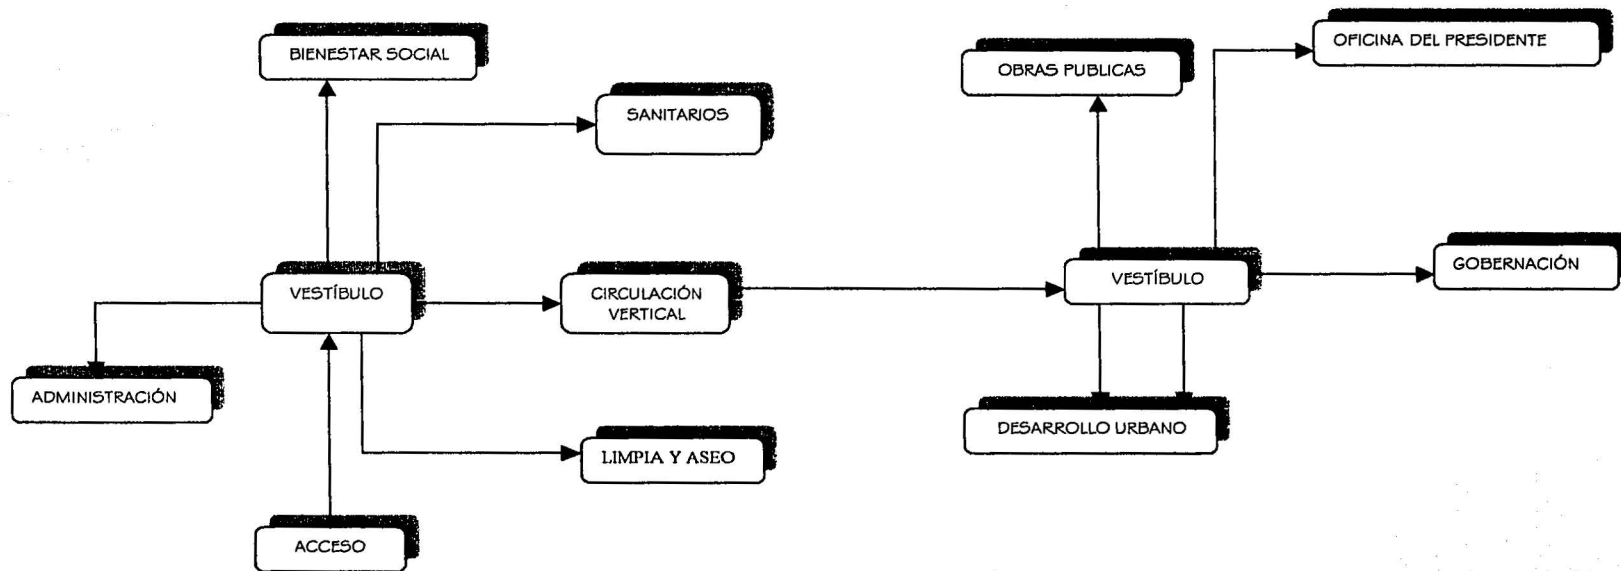 BIENESTAR SOCIAL
SANITARIOS
VESTÍBULO
CIRCULACIÓN
VERTICAL
ADMINISTRACIÓN
LIMPIA Y ASEO
ACCESO
OBRAS PUBLICAS
OFICINA DEL PRESIDENTE
VESTÍBULO
GOBERNACIÓN
DESARROLLO URBANO